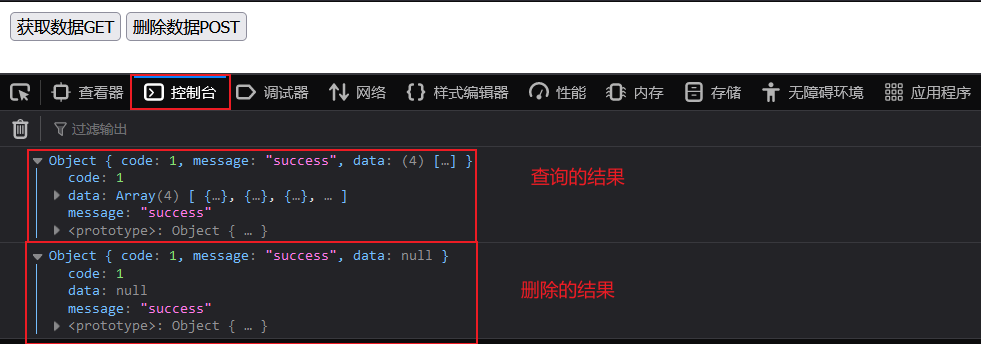 获取数据GET 删除数据POST
查看器 控制台 调试器 网络 样式编辑器 性能 内存 存储 无障碍环境 应用程序
过滤输出
Object { code: 1, message: "success", data: (4) […] }
code: 1
查询的结果
data: Array(4) [ {…}, {…}, {…}, … ]
message: "success"
<prototype>: Object { … }
Object { code: 1, message: "success", data: null }
code: 1
data: null
删除的结果
message: "success"
<prototype>: Object { … }